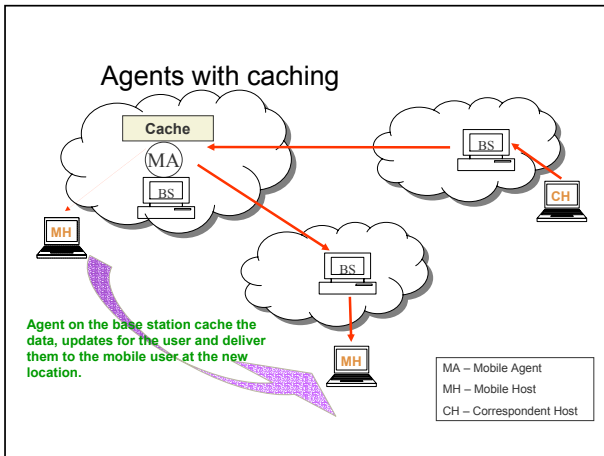 Agents with caching
Cache
MA
BS
MH
BS
CH
BS
MH
Agent on the base station cache the
data, updates for the user and deliver
them to the mobile user at the new
location.
MA – Mobile Agent
MH – Mobile Host
CH – Correspondent Host